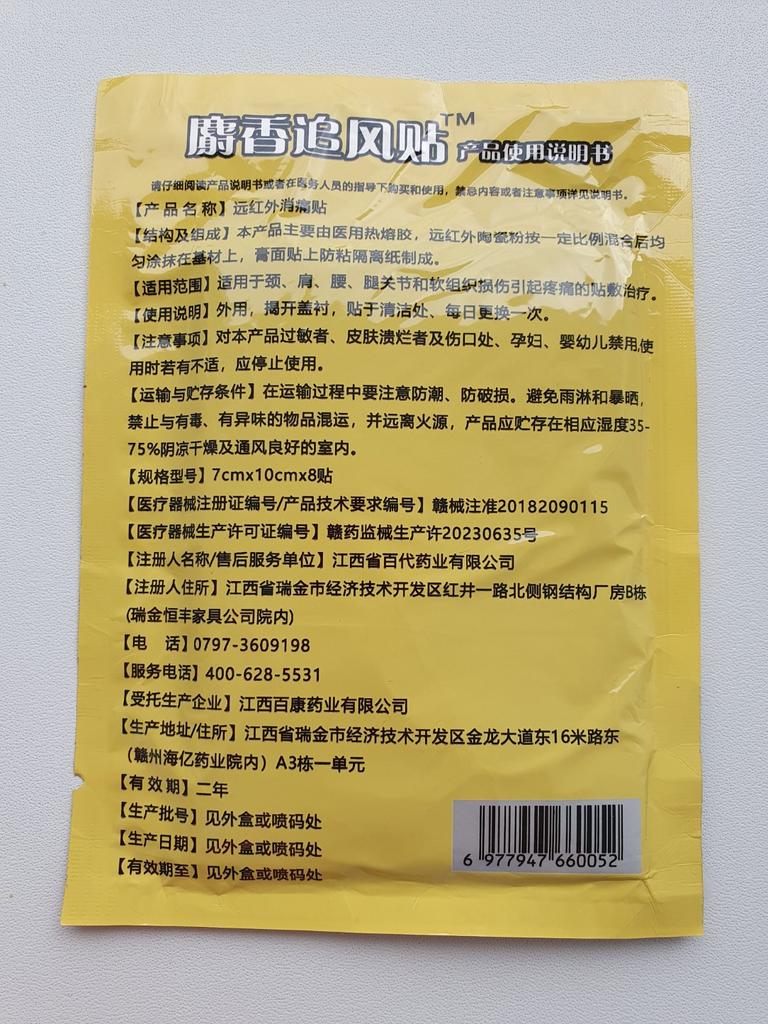 麝香追风贴™ 产品使用说明书
请仔细阅读产品说明书或者在医务人员的指导下购买和使用，禁忌内容或者注意事项详见说明书。
【产品名称】远红外消痛贴
【结构及组成】本产品主要由医用热熔胶，远红外陶瓷粉按一定比例混合后均
匀涂抹在基材上，膏面贴上防粘隔离纸制成。
【适用范围】适用于颈、肩、腰、腿关节和软组织损伤引起疼痛的贴敷治疗。
【使用说明】外用，揭开盖衬，贴于清洁处、每日更换一次。
【注意事项】对本产品过敏者、皮肤溃烂者及伤口处、孕妇、婴幼儿禁用,使
用时若有不适，应停止使用。
【运输与贮存条件】在运输过程中要注意防潮、防破损。避免雨淋和暴晒，
禁止与有毒、有异味的物品混运，并远离火源，产品应贮存在相应湿度35-
75%阴凉干燥及通风良好的室内。
【规格型号】7cmx10cmx8贴
【医疗器械注册证编号/产品技术要求编号】赣械注准20182090115
【医疗器械生产许可证编号】赣药监械生产许20230635号
【注册人名称/售后服务单位】江西省百代药业有限公司
【注册人住所】江西省瑞金市经济技术开发区红井一路北侧钢结构厂房B栋
(瑞金恒丰家具公司院内)
【电 话】0797-3609198
【服务电话】400-628-5531
【受托生产企业】江西百康药业有限公司
【生产地址/住所】江西省瑞金市经济技术开发区金龙大道东16米路东
（赣州海亿药业院内）A3栋一单元
【有效期】二年
【生产批号】见外盒或喷码处
【生产日期】见外盒或喷码处
【有效期至】见外盒或喷码处
6 977947 660052